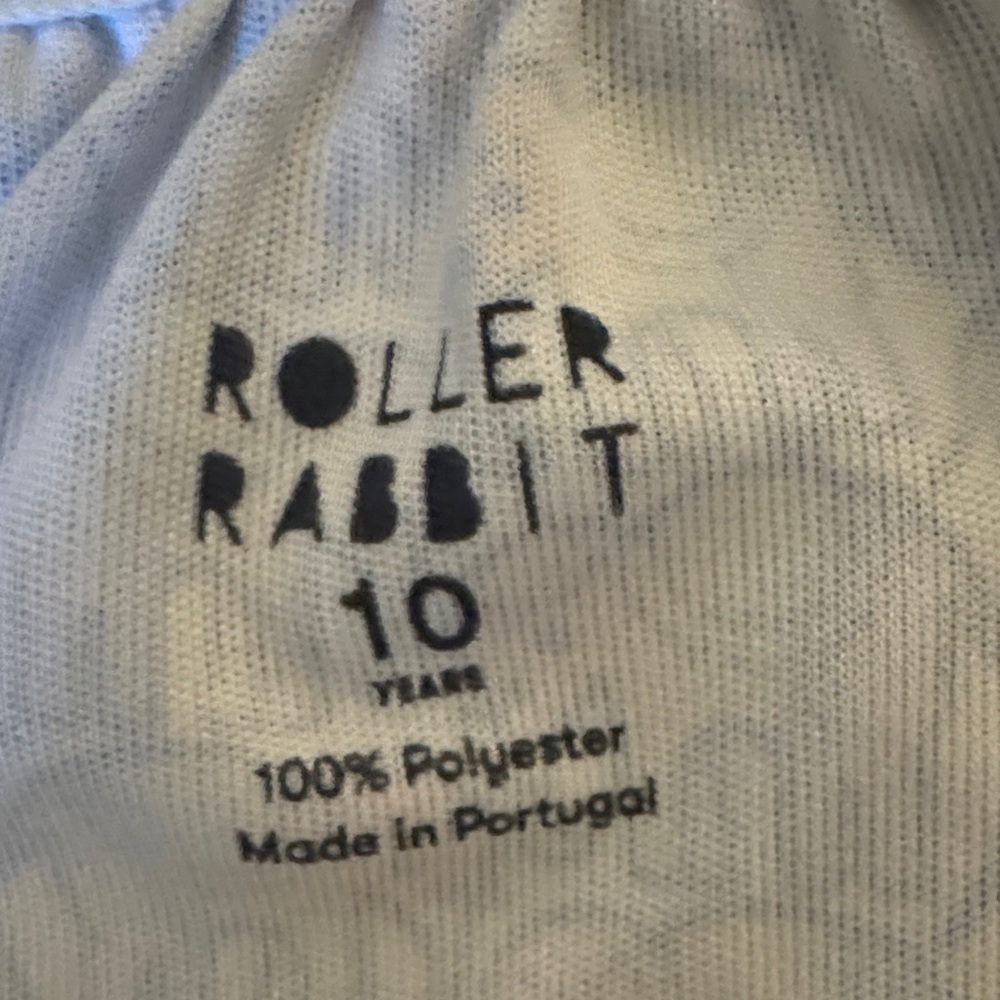 ROLLER
RABBIT
10
YEARS
100% Polyester
Made in Portugal